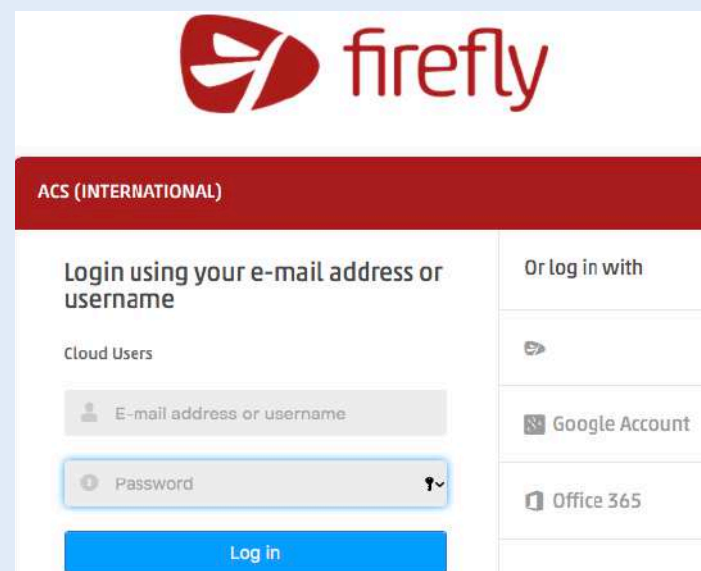 firefly
ACS (INTERNATIONAL)
Login using your e-mail address or
username
Cloud Users
E-mail address or username
Password
Log in
Or log in with
Google Account
Office 365